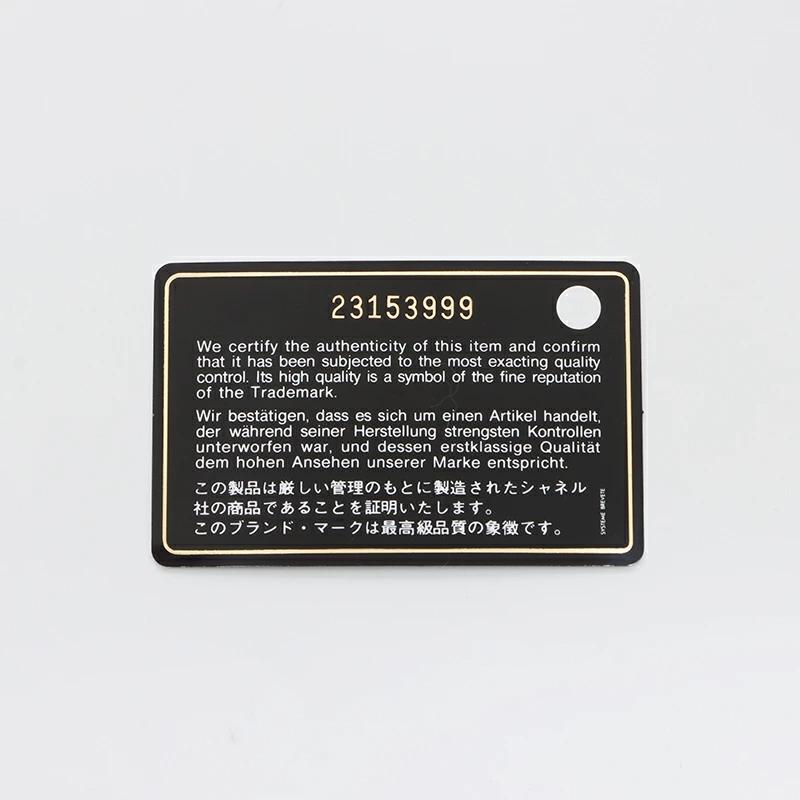 23153999
We certify the authenticity of this item and confirm
that it has been subjected to the most exacting quality
control. Its high quality is a symbol of the fine reputation
of the Trademark.
Wir bestätigen, dass es sich um einen Artikel handelt,
der während seiner Herstellung strengsten Kontrollen
unterworfen war, und dessen erstklassige Qualität
dem hohen Ansehen unserer Marke entspricht.
この製品は厳しい管理のもとに製造されたシャネル
社の商品であることを証明いたします。
このブランド・マークは最高級品質の象徴です。
SYSTEME BREVETE